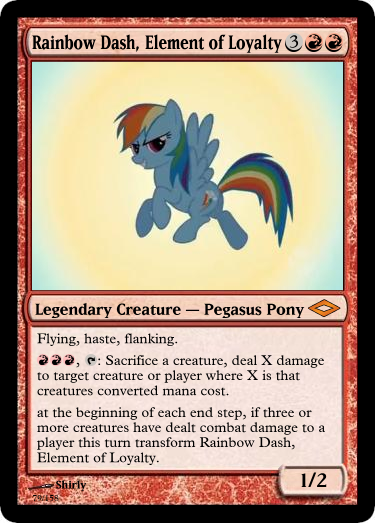 Rainbow Dash, Element of Loyalty 3
Legendary Creature — Pegasus Pony
Flying, haste, flanking.
, : Sacrifice a creature, deal X damage
to target creature or player where X is that
creatures converted mana cost.
at the beginning of each end step, if three or
more creatures have dealt combat damage to a
player this turn transform Rainbow Dash,
Element of Loyalty.
Shirly
1/2